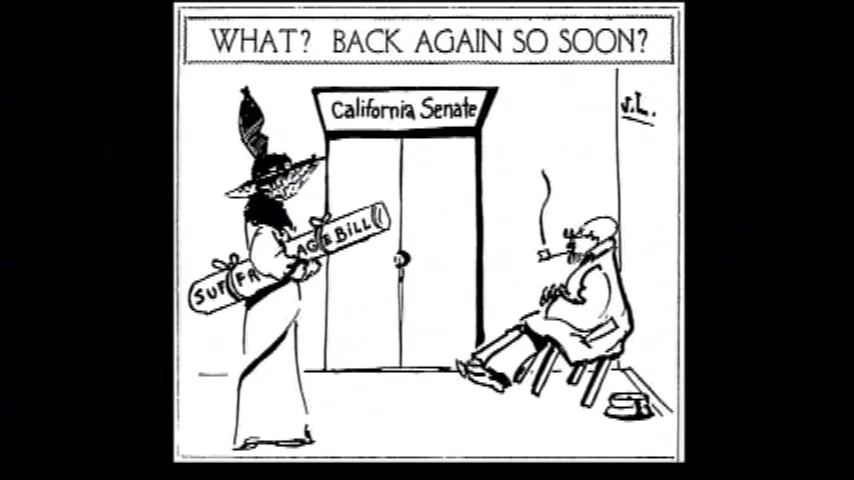 WHAT? BACK AGAIN SO SOON?
California Senate
J.L.
SUFFRAGE BILL